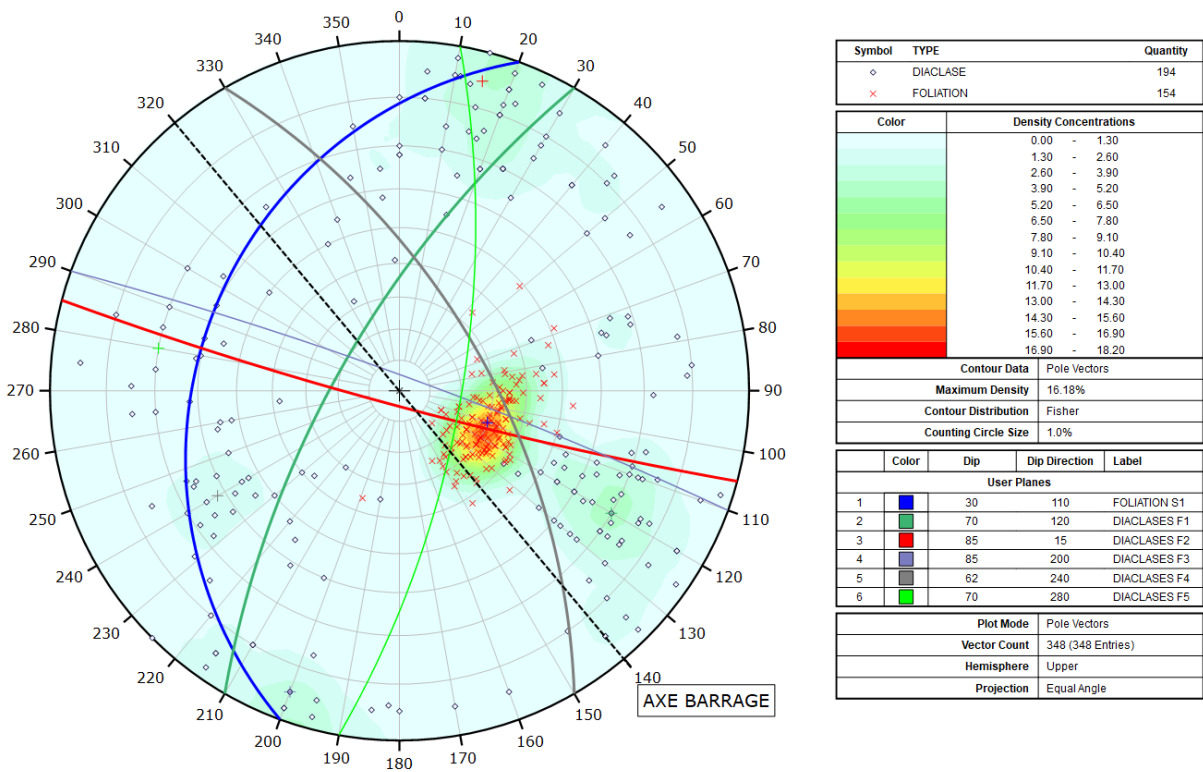 0
10
20
30
40
50
60
70
80
90
100
110
120
130
140
150
160
170
180
190
200
210
220
230
240
250
260
270
280
290
300
310
320
330
340
350
AXE BARRAGE
Symbol TYPE Quantity
DIACLASE 194
FOLIATION 154
Color Density Concentrations
0.00 - 1.30
1.30 - 2.60
2.60 - 3.90
3.90 - 5.20
5.20 - 6.50
6.50 - 7.80
7.80 - 9.10
9.10 - 10.40
10.40 - 11.70
11.70 - 13.00
13.00 - 14.30
14.30 - 15.60
15.60 - 16.90
16.90 - 18.20
Contour Data Pole Vectors
Maximum Density 16.18%
Contour Distribution Fisher
Counting Circle Size 1.0%
Color Dip Dip Direction Label
User Planes
1 30 110 FOLIATION S1
2 70 120 DIACLASES F1
3 85 15 DIACLASES F2
4 85 200 DIACLASES F3
5 62 240 DIACLASES F4
6 70 280 DIACLASES F5
Plot Mode Pole Vectors
Vector Count 348 (348 Entries)
Hemisphere Upper
Projection Equal Angle